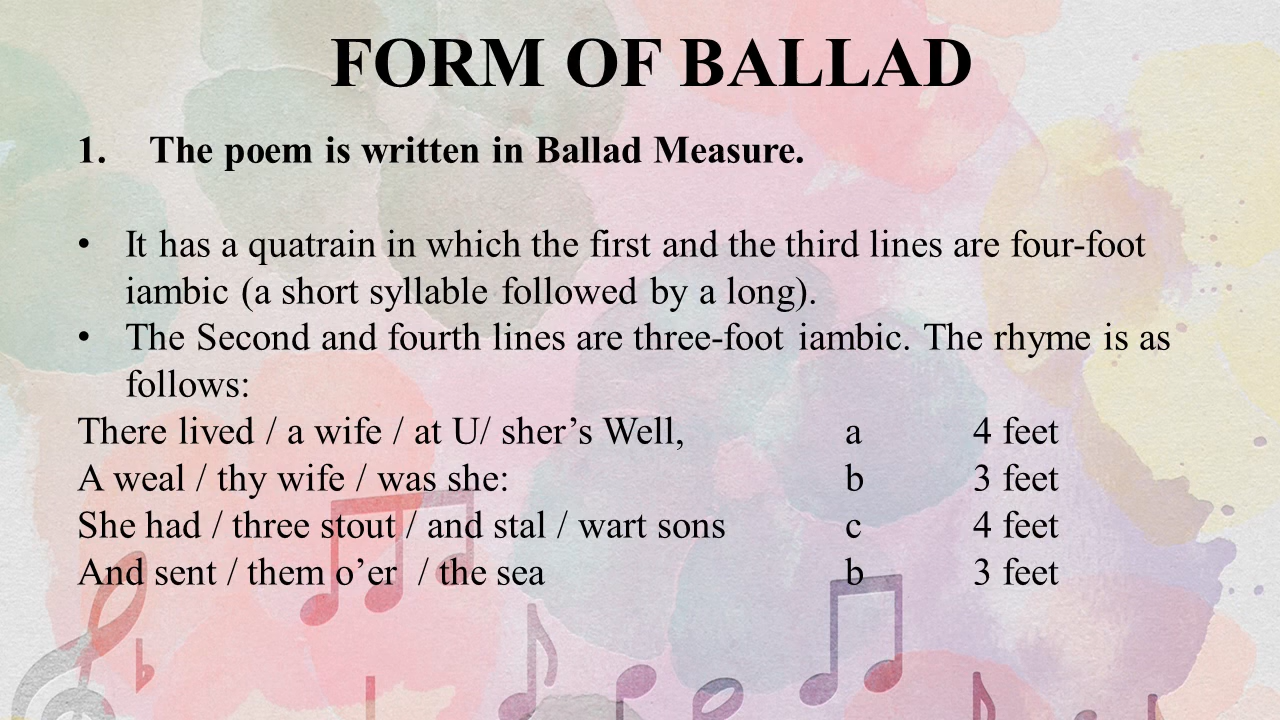 FORM OF BALLAD
1. The poem is written in Ballad Measure.
• It has a quatrain in which the first and the third lines are four-foot
iambic (a short syllable followed by a long).
• The Second and fourth lines are three-foot iambic. The rhyme is as
follows:
There lived / a wife / at U/ sher’s Well, a 4 feet
A weal / thy wife / was she: b 3 feet
She had / three stout / and stal / wart sons c 4 feet
And sent / them o’er / the sea b 3 feet